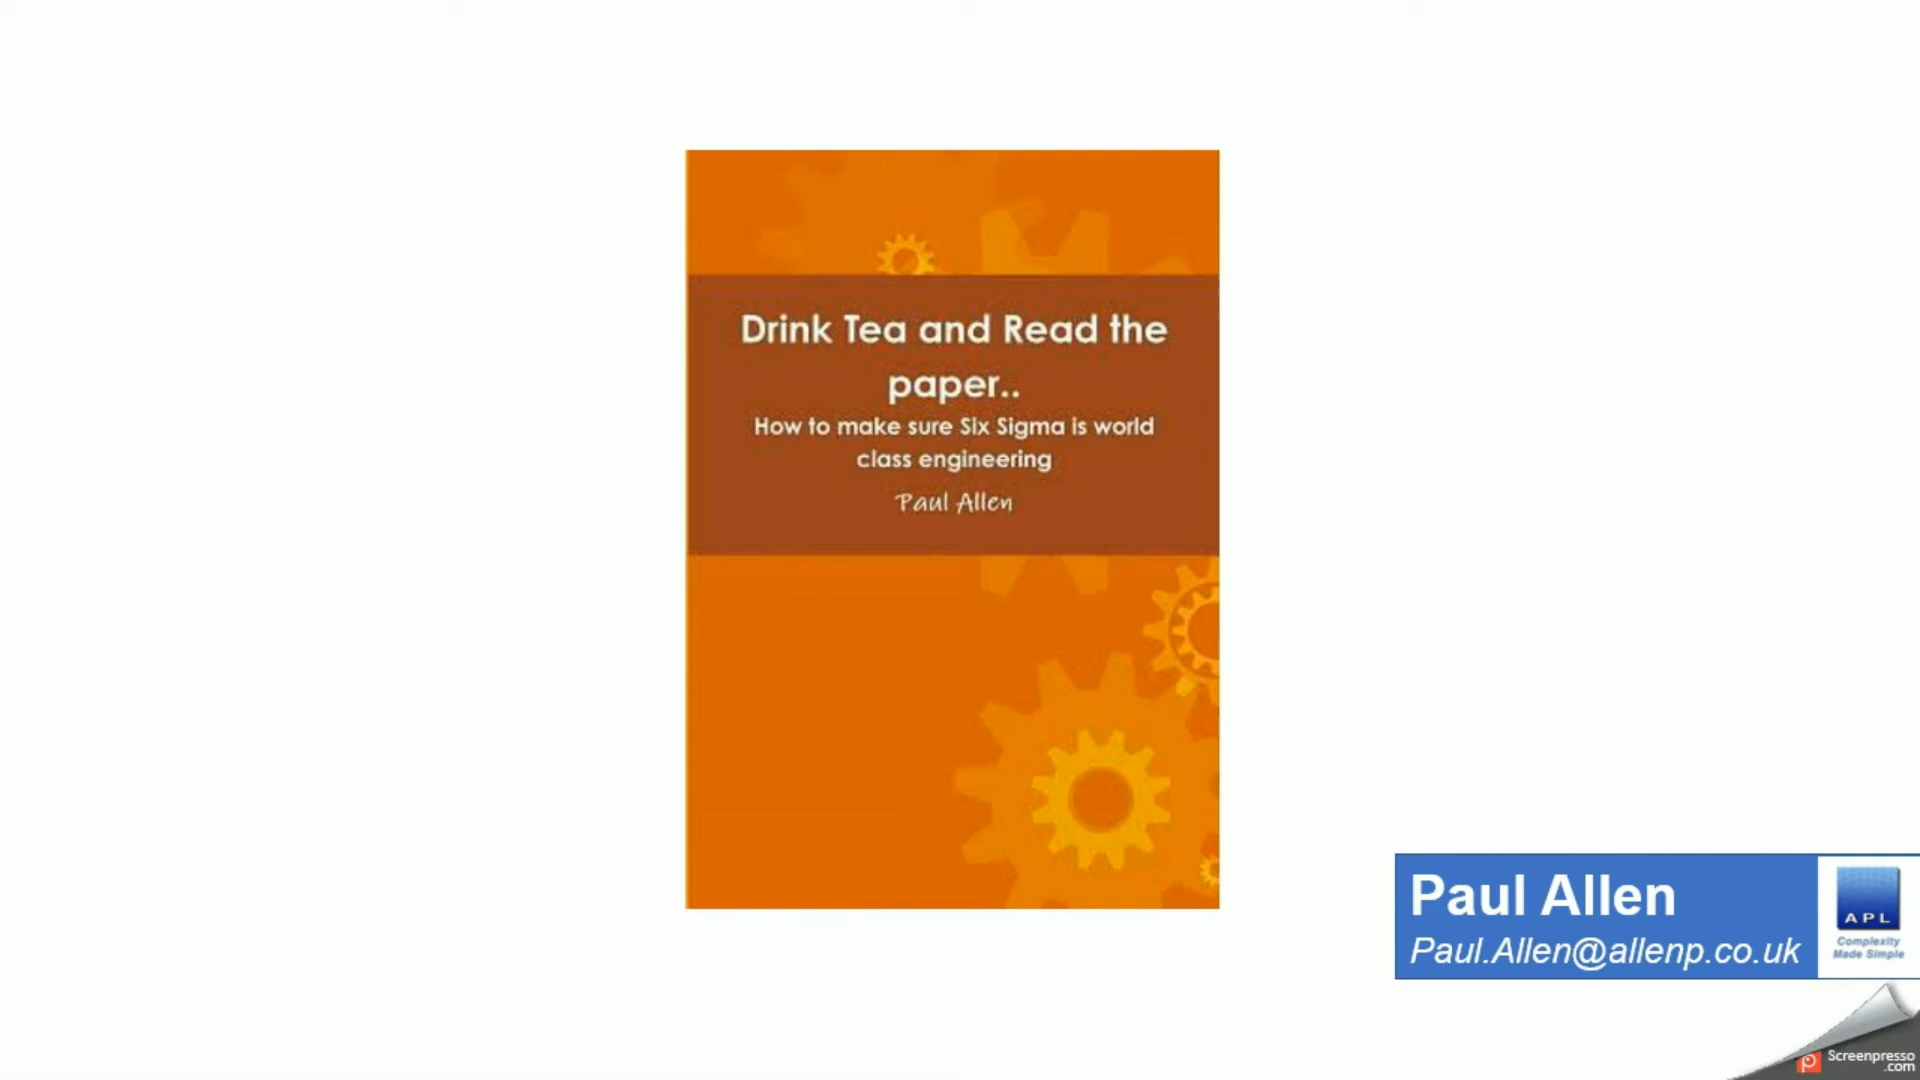 Drink Tea and Read the
paper..
How to make sure Six Sigma is world
class engineering
Paul Allen
Paul Allen
Paul.Allen@allenp.co.uk
APL
Complexity
Made Simple
Screenpresso
.com